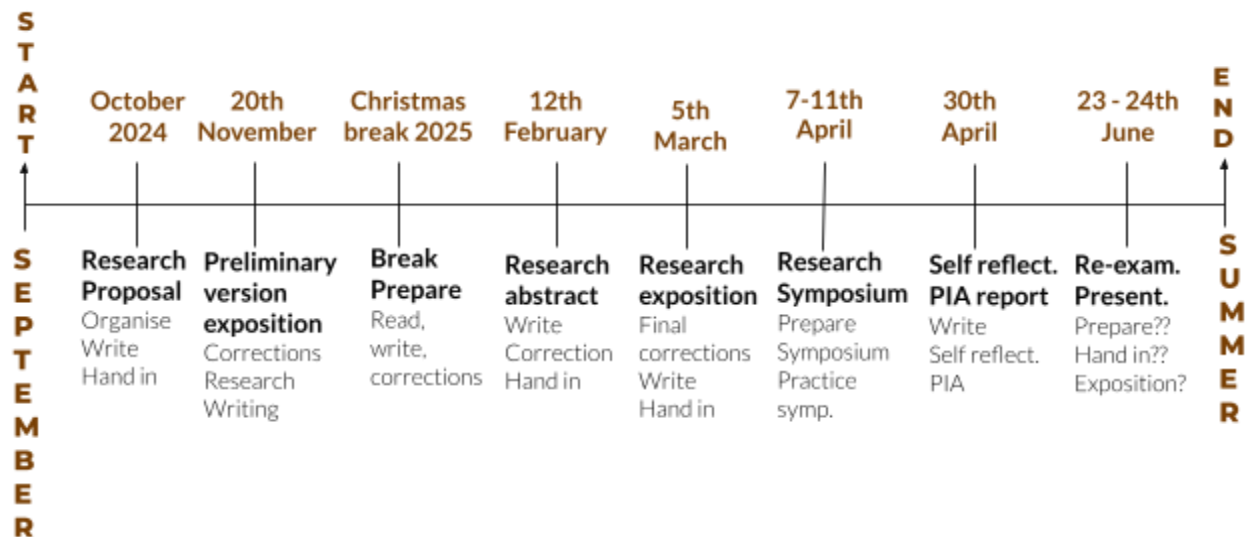 START
October
2024
20th
November
Christmas
break 2025
12th
February
5th
March
7-11th
April
30th
April
23 - 24th
June
END
SEPTEMBER
Research
Proposal
Organise
Write
Hand in
Preliminary
version
exposition
Corrections
Research
Writing
Break
Prepare
Read,
write,
corrections
Research
abstract
Write
Correction
Hand in
Research
exposition
Final
corrections
Write
Hand in
Research
Symposium
Prepare
Symposium
Practice
symp.
Self reflect.
PIA report
Write
Self reflect.
PIA
Re-exam.
Present.
Prepare??
Hand in??
Exposition?
SUMMER